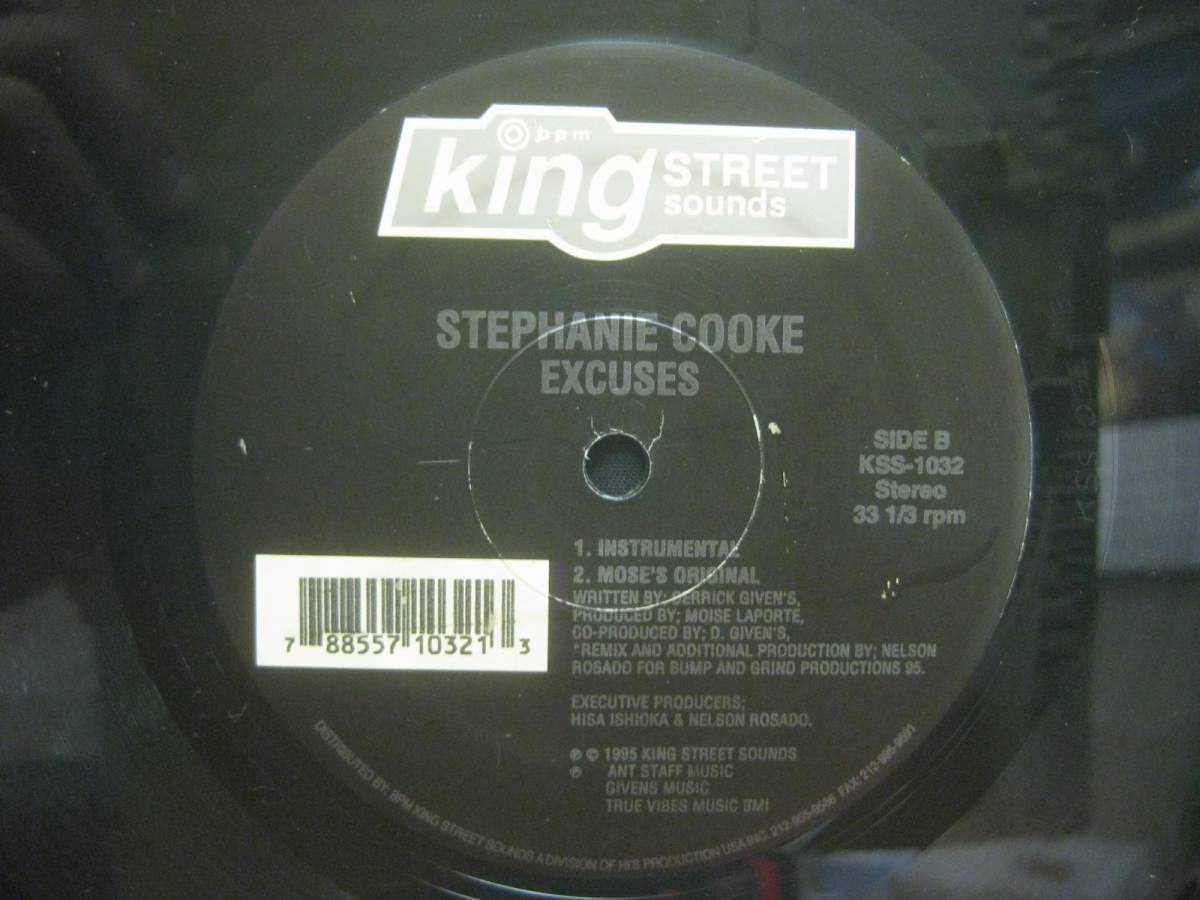 bpm
king STREET
sounds
STEPHANIE COOKE
EXCUSES
SIDE B
KSS-1032
Stereo
33 1/3 rpm
1. INSTRUMENTAL
2. MOSE'S ORIGINAL
WRITTEN BY; DERRICK GIVEN'S,
PRODUCED BY; MOISE LAPORTE,
CO-PRODUCED BY; D. GIVEN'S,
*REMIX AND ADDITIONAL PRODUCTION BY; NELSON
ROSADO FOR BUMP AND GRIND PRODUCTIONS 95.
7 88557 10321 3
EXECUTIVE PRODUCERS;
HISA ISHIOKA & NELSON ROSADO.
℗ © 1995 KING STREET SOUNDS
℗ ANT STAFF MUSIC
GIVENS MUSIC
TRUE VIBES MUSIC BMI
DISTRIBUTED BY: BPM KING STREET SOUNDS A DIVISION OF HI'S PRODUCTION USA INC. FAX: